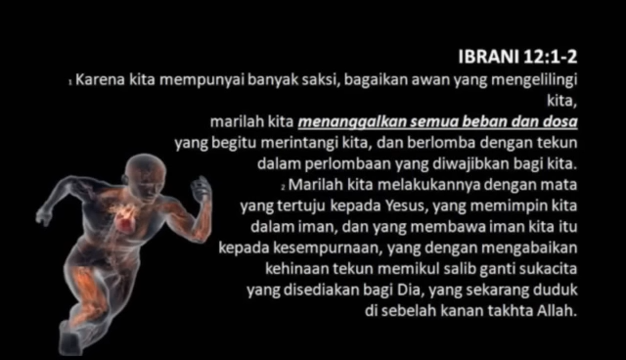 IBRANI 12:1-2
1 Karena kita mempunyai banyak saksi, bagaikan awan yang mengelilingi
kita,
marilah kita menanggalkan semua beban dan dosa
yang begitu merintangi kita, dan berlomba dengan tekun
dalam perlombaan yang diwajibkan bagi kita.
2 Marilah kita melakukannya dengan mata
yang tertuju kepada Yesus, yang memimpin kita
dalam iman, dan yang membawa iman kita itu
kepada kesempurnaan, yang dengan mengabaikan
kehinaan tekun memikul salib ganti sukacita
yang disediakan bagi Dia, yang sekarang duduk
di sebelah kanan takhta Allah.